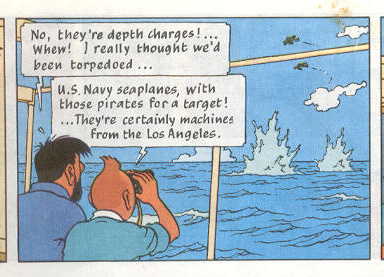 No, they're depth charges!...
Whew! I really thought we'd
been torpedoed...
U.S. Navy seaplanes, with
those pirates for a target!
...They're certainly machines
from the Los Angeles.